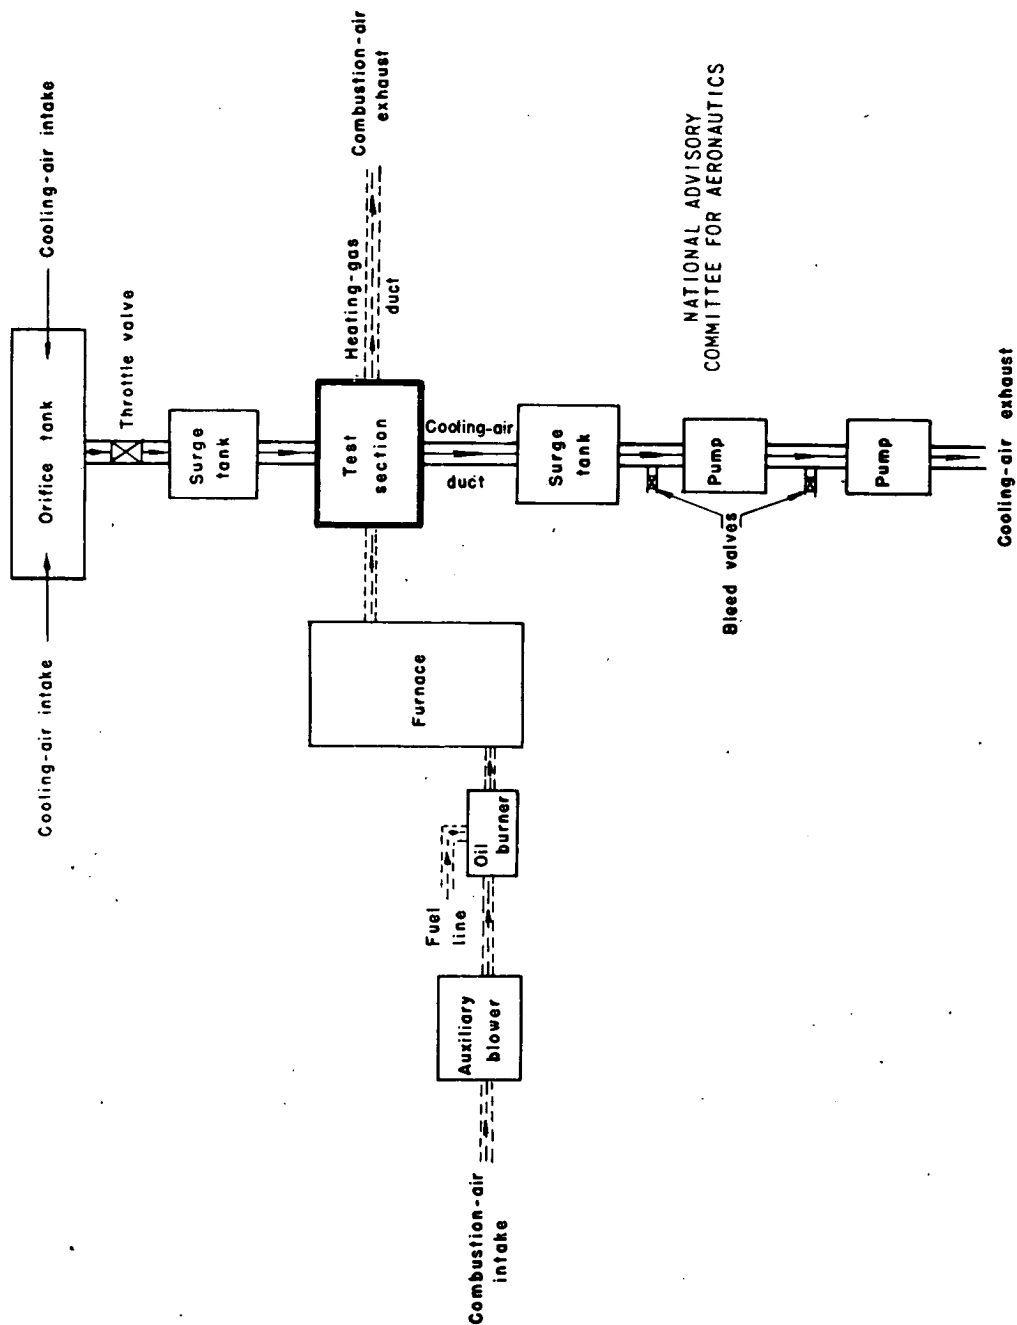 Cooling-air intake
Cooling-air intake
Orifice tank
Throttle valve
Surge
tank
Combustion-air
exhaust
Heating-gas
duct
Test
section
Cooling-air
duct
Furnace
Oil
burner
Fuel
line
Auxiliary
blower
Combustion-air
intake
Surge
tank
Pump
Bleed valves
Pump
Cooling-air exhaust
NATIONAL ADVISORY
COMMITTEE FOR AERONAUTICS